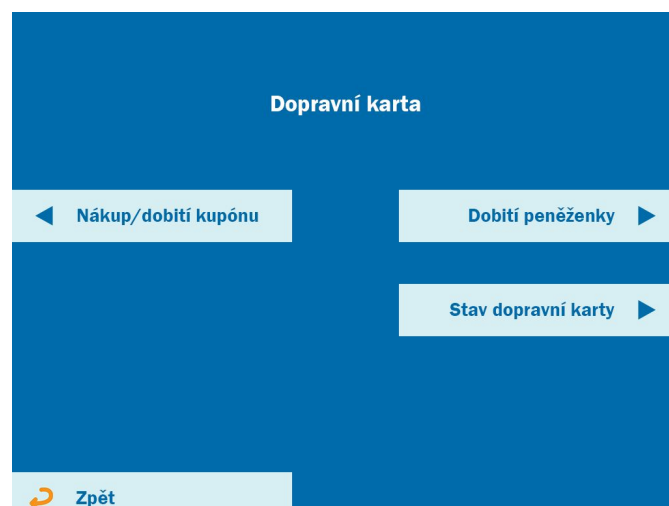 Dopravní karta
Nákup/dobití kupónu
Dobití peněženky
Stav dopravní karty
Zpět